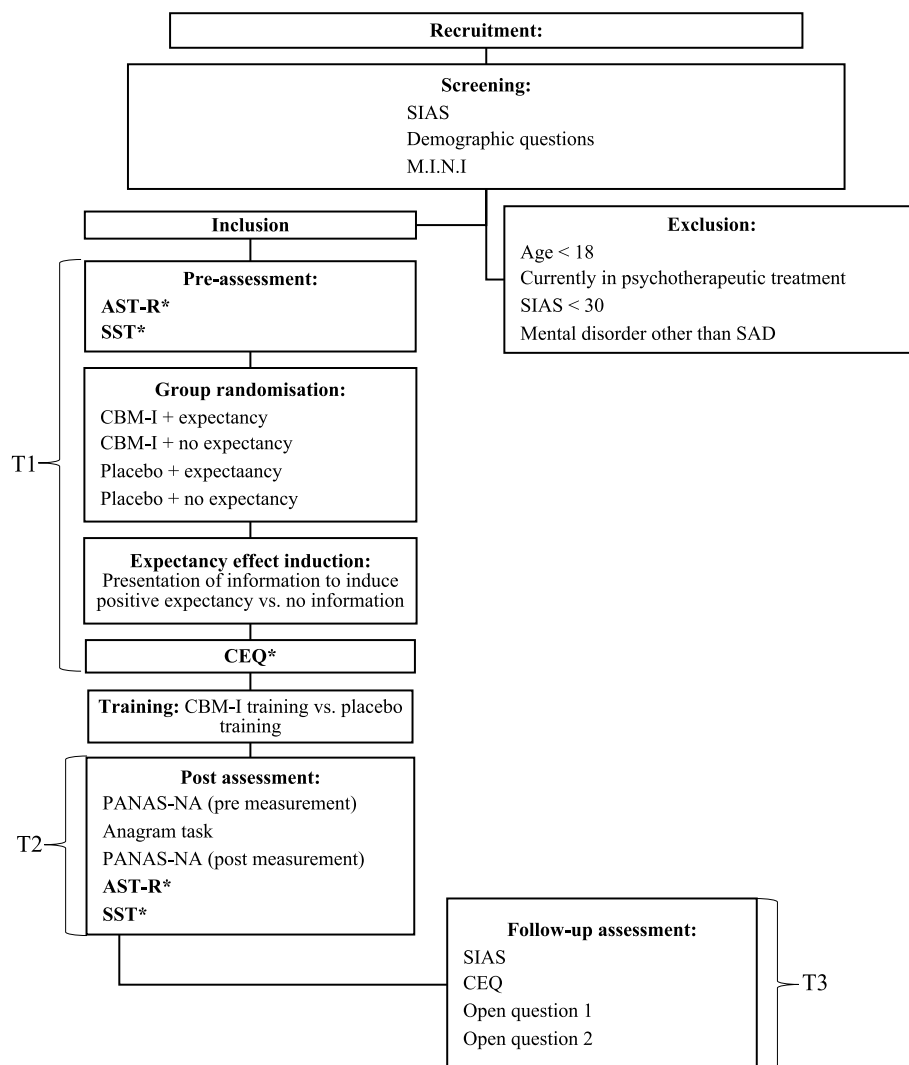 Recruitment:
Screening:
SIAS
Demographic questions
M.I.N.I
Inclusion
Exclusion:
Age < 18
Currently in psychotherapeutic treatment
SIAS < 30
Mental disorder other than SAD
T1
Pre-assessment:
AST-R*
SST*
Group randomisation:
CBM-I + expectancy
CBM-I + no expectancy
Placebo + expectaancy
Placebo + no expectancy
Expectancy effect induction:
Presentation of information to induce
positive expectancy vs. no information
CEQ*
Training: CBM-I training vs. placebo
training
T2
Post assessment:
PANAS-NA (pre measurement)
Anagram task
PANAS-NA (post measurement)
AST-R*
SST*
Follow-up assessment:
SIAS
CEQ
Open question 1
Open question 2
T3